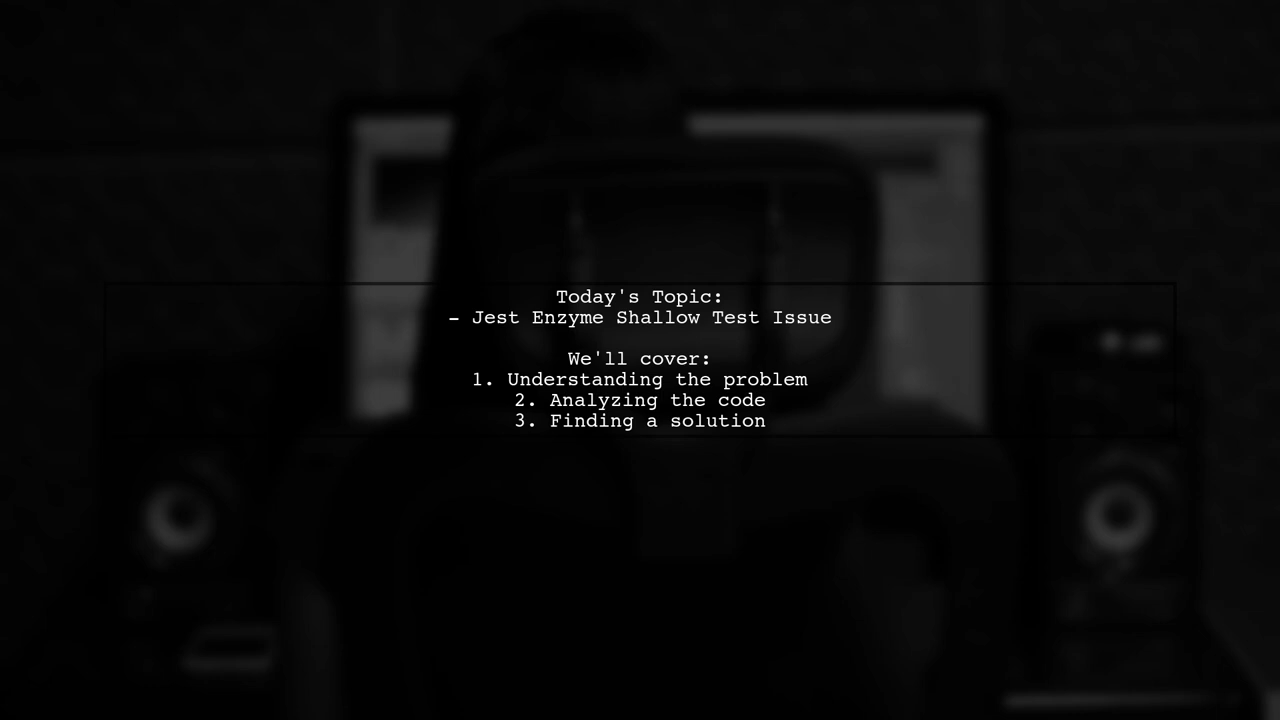 Today's Topic:
- Jest Enzyme Shallow Test Issue
We'll cover:
1. Understanding the problem
2. Analyzing the code
3. Finding a solution